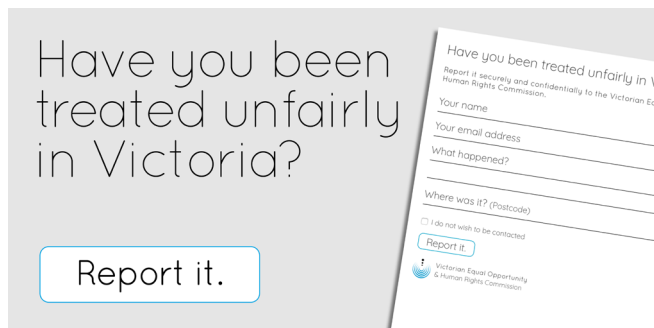 Have you been
treated unfairly
in Victoria?
Report it.
Have you been treated unfairly in
Report it securely and confidentially to the Victorian
Human Rights Commission.
Your name
Your email address
What happened?
Where was it? (Postcode)
I do not wish to be contacted
Report it.
Victorian Equal Opportunity
& Human Rights Commission